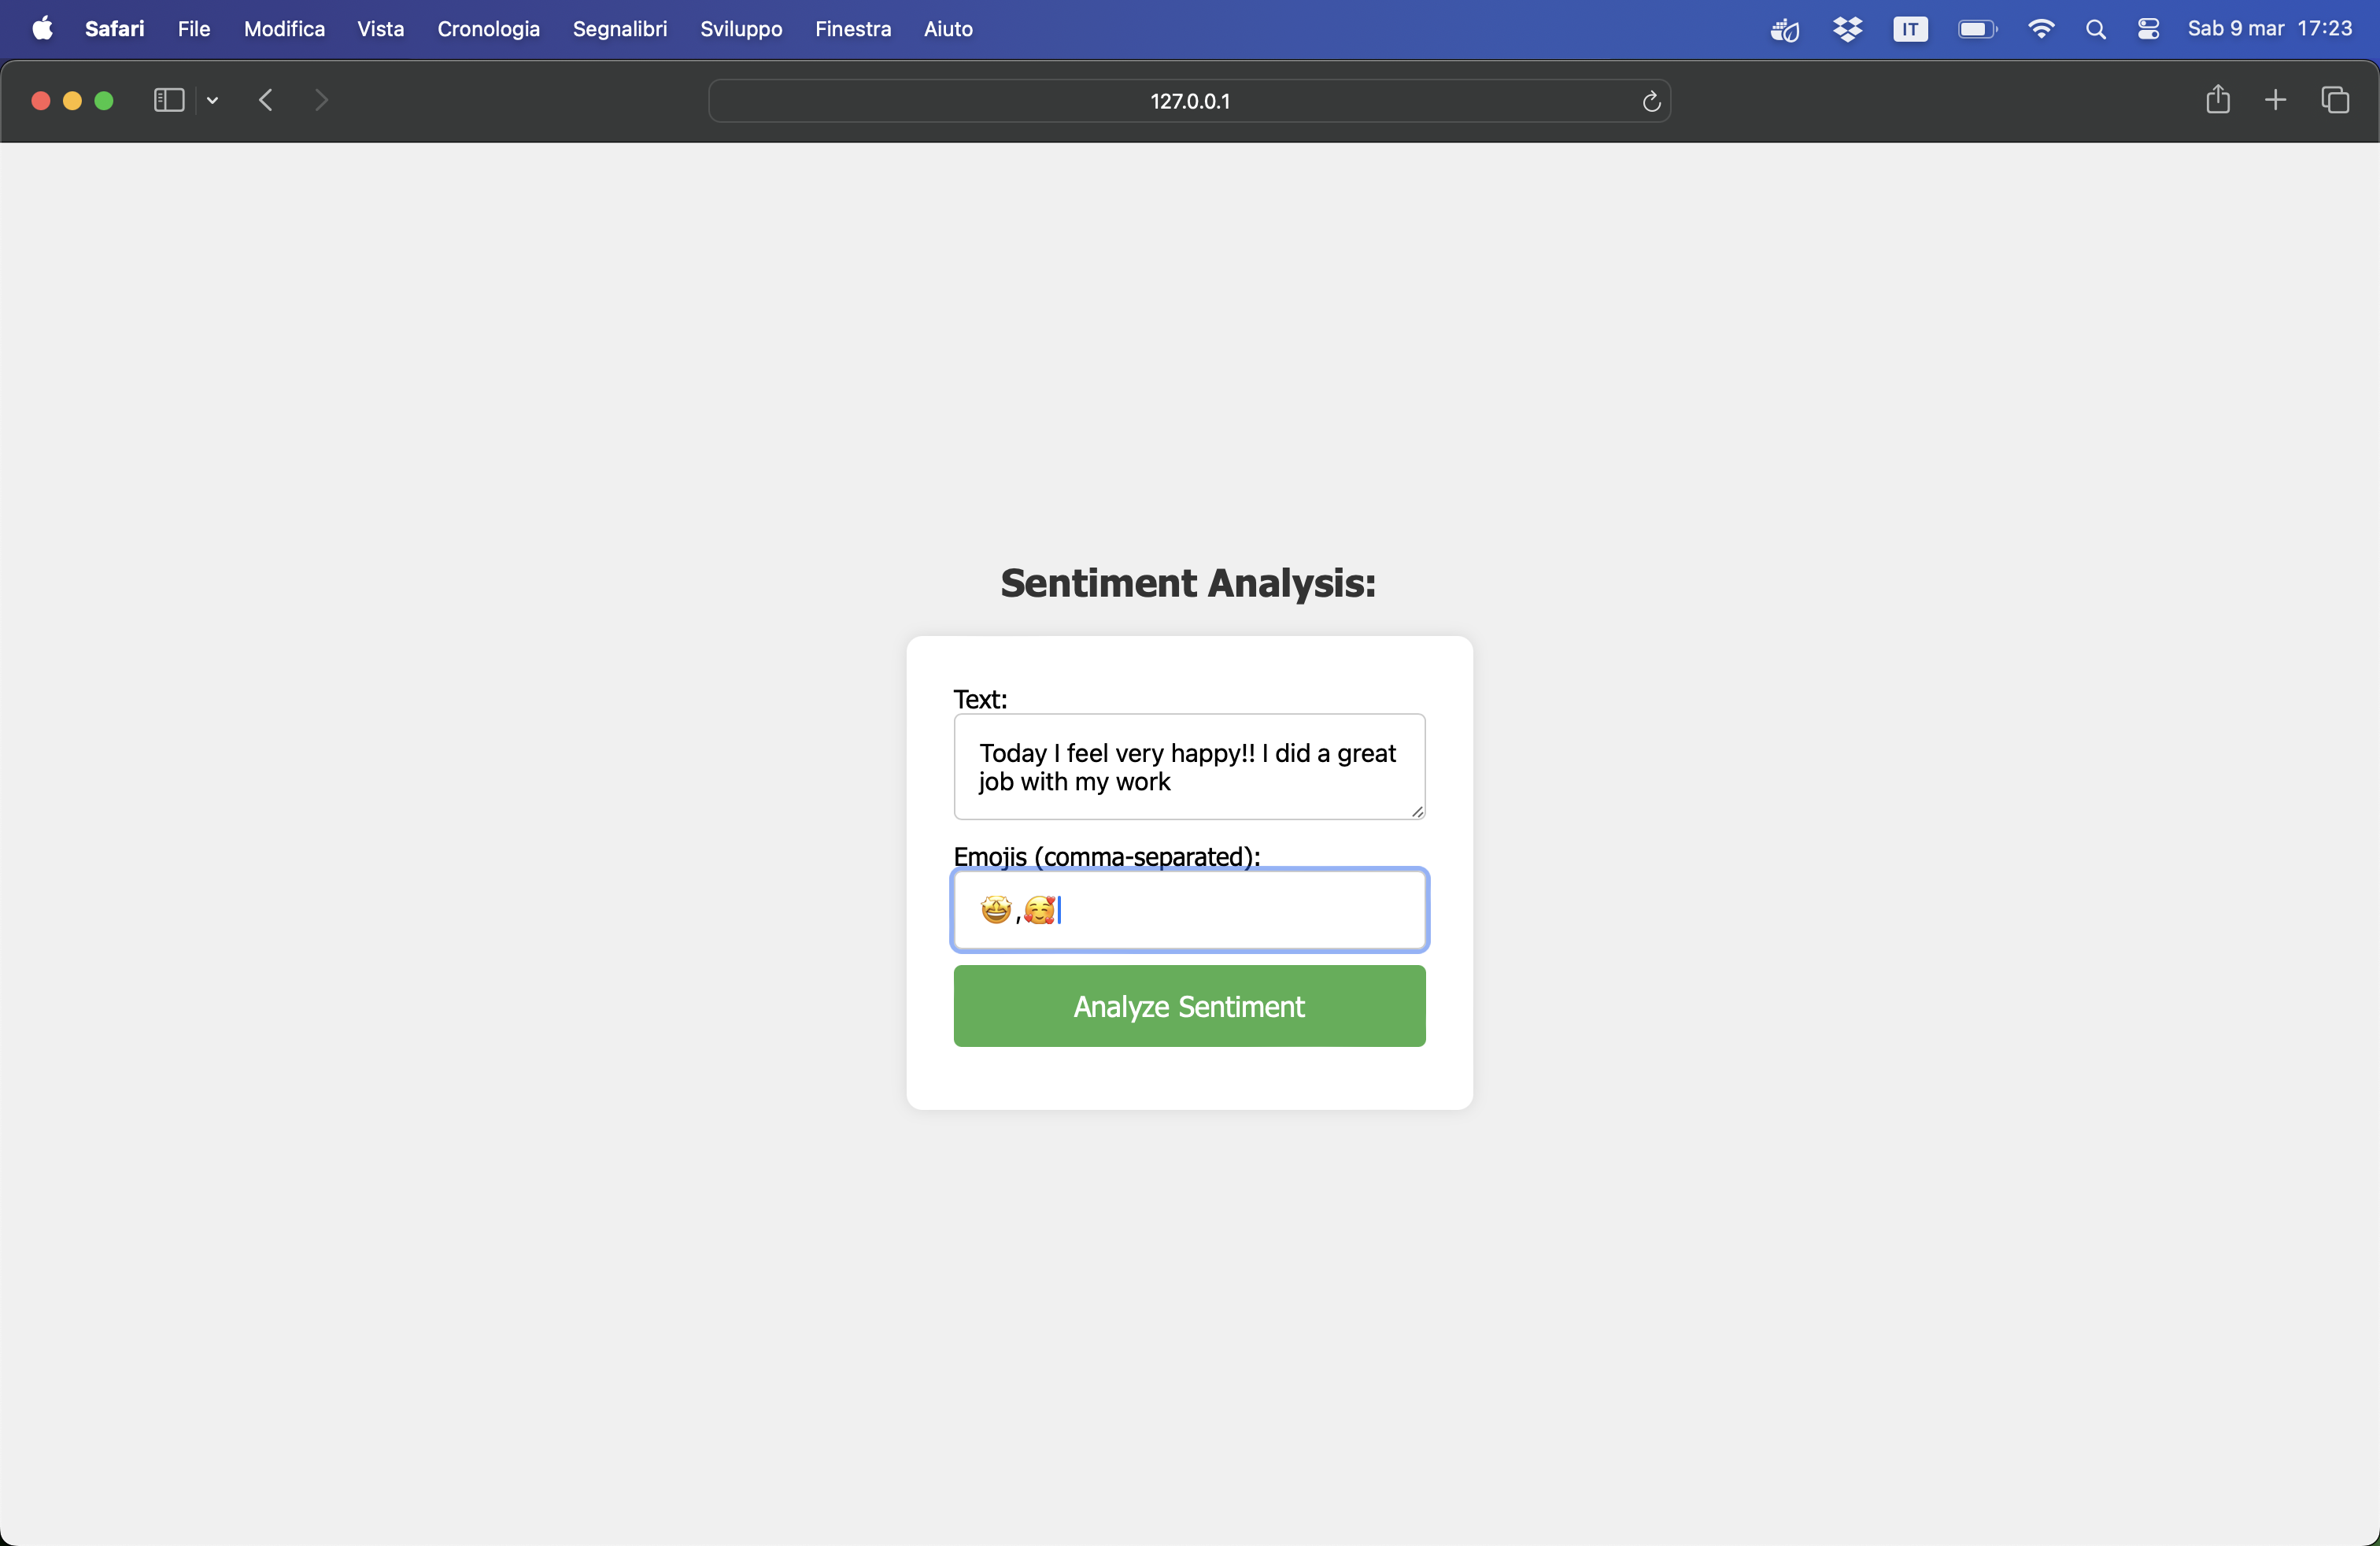 Safari File Modifica Vista Cronologia Segnalibri Sviluppo Finestra Aiuto IT Sab 9 mar 17:23
127.0.0.1
Sentiment Analysis:
Text:
Today I feel very happy!! I did a great
job with my work
Emojis (comma-separated):
🤩,🥰
Analyze Sentiment